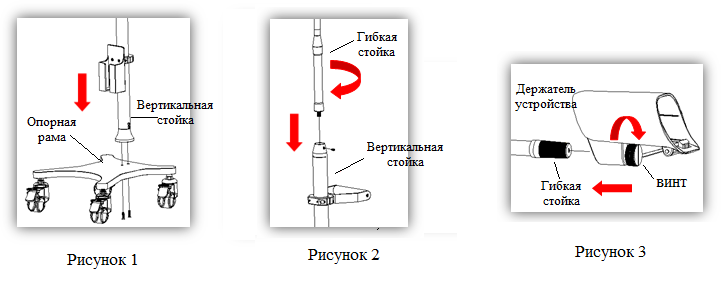 Опорная
рама
Вертикальная
стойка
Рисунок 1
Гибкая
стойка
Вертикальная
стойка
Рисунок 2
Держатель
устройства
Гибкая
стойка
ВИНТ
Рисунок 3